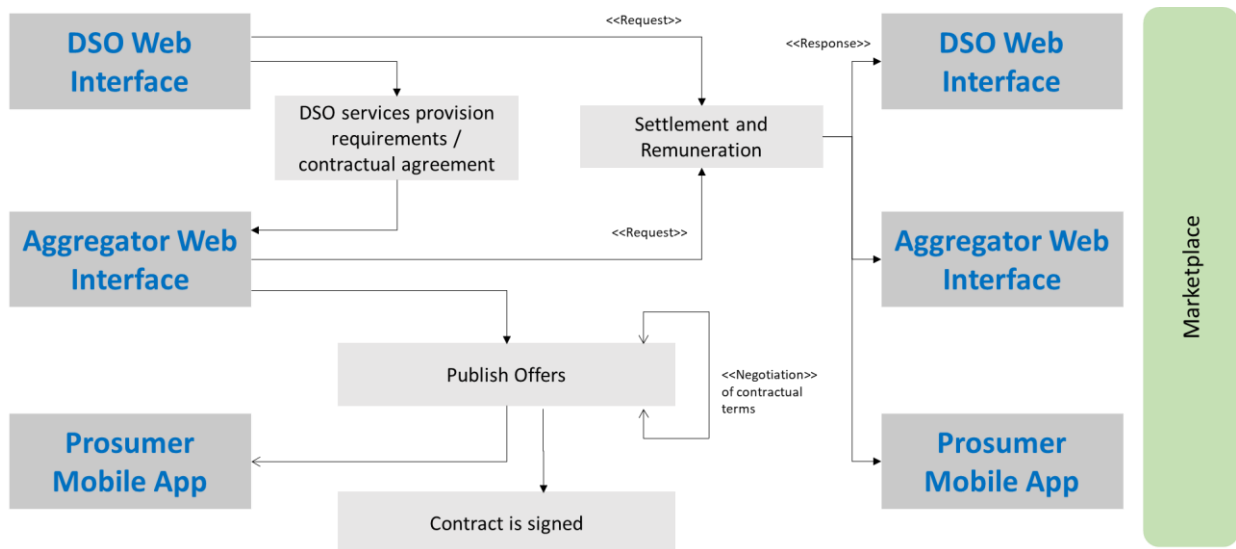 <<Request>>
DSO Web
Interface
<<Response>>
DSO Web
Interface
DSO services provision
requirements /
contractual agreement
Settlement and
Remuneration
Aggregator Web
Interface
<<Request>>
Aggregator Web
Interface
Marketplace
Publish Offers
<<Negotiation>>
of contractual
terms
Prosumer
Mobile App
Prosumer
Mobile App
Contract is signed